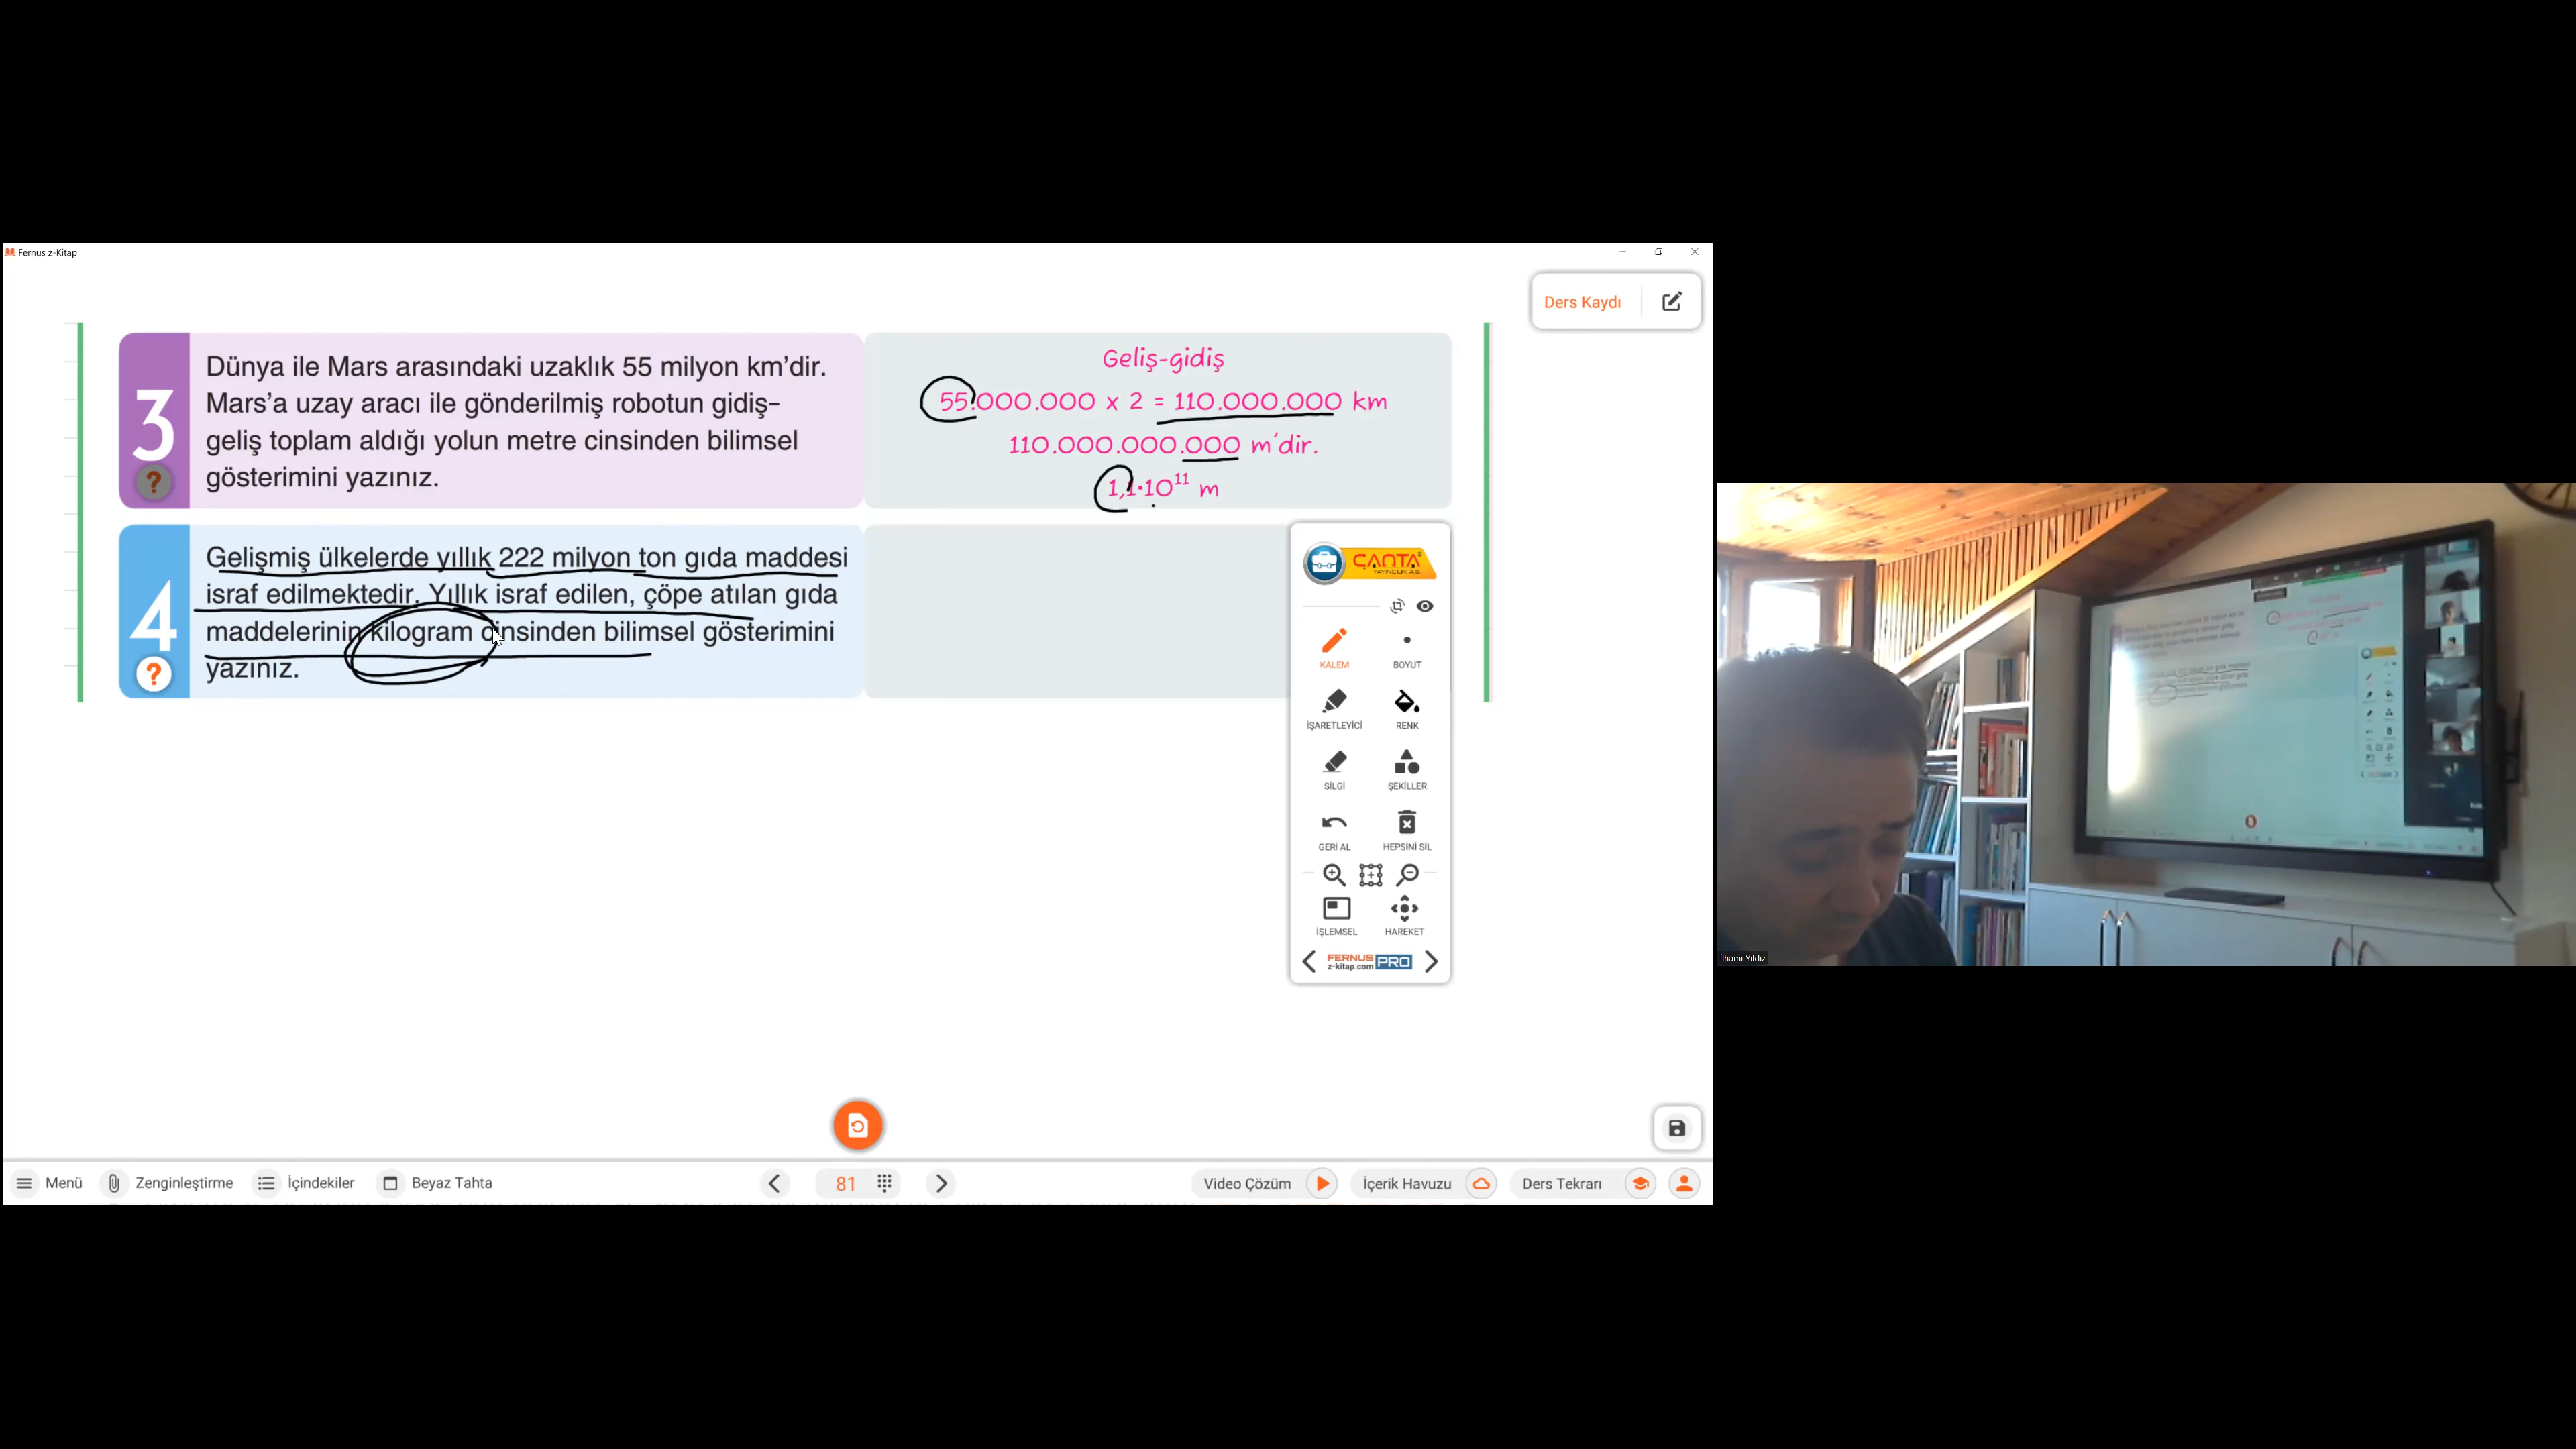 Fernus z-Kitap
Ders Kaydı
3
Dünya ile Mars arasındaki uzaklık 55 milyon km'dir.
Mars'a uzay aracı ile gönderilmiş robotun gidiş-
geliş toplam aldığı yolun metre cinsinden bilimsel
gösterimini yazınız.
?
Geliş-gidiş
55.000.000 x 2 = 110.000.000 km
110.000.000.000 m'dir.
1,1·10¹¹ m
4
Gelişmiş ülkelerde yıllık 222 milyon ton gıda maddesi
israf edilmektedir. Yıllık israf edilen, çöpe atılan gıda
maddelerinin kilogram cinsinden bilimsel gösterimini
yazınız.
?
ÇANTA
YAYINCILIK A.Ş.
KALEM
BOYUT
İŞARETLEYİCİ
RENK
SİLGİ
ŞEKİLLER
GERİ AL
HEPSİNİ SİL
İŞLEMSEL
HAREKET
FERNUS
z-kitap.com
PRO
İlhami Yıldız
Menü
Zenginleştirme
İçindekiler
Beyaz Tahta
81
Video Çözüm
İçerik Havuzu
Ders Tekrarı